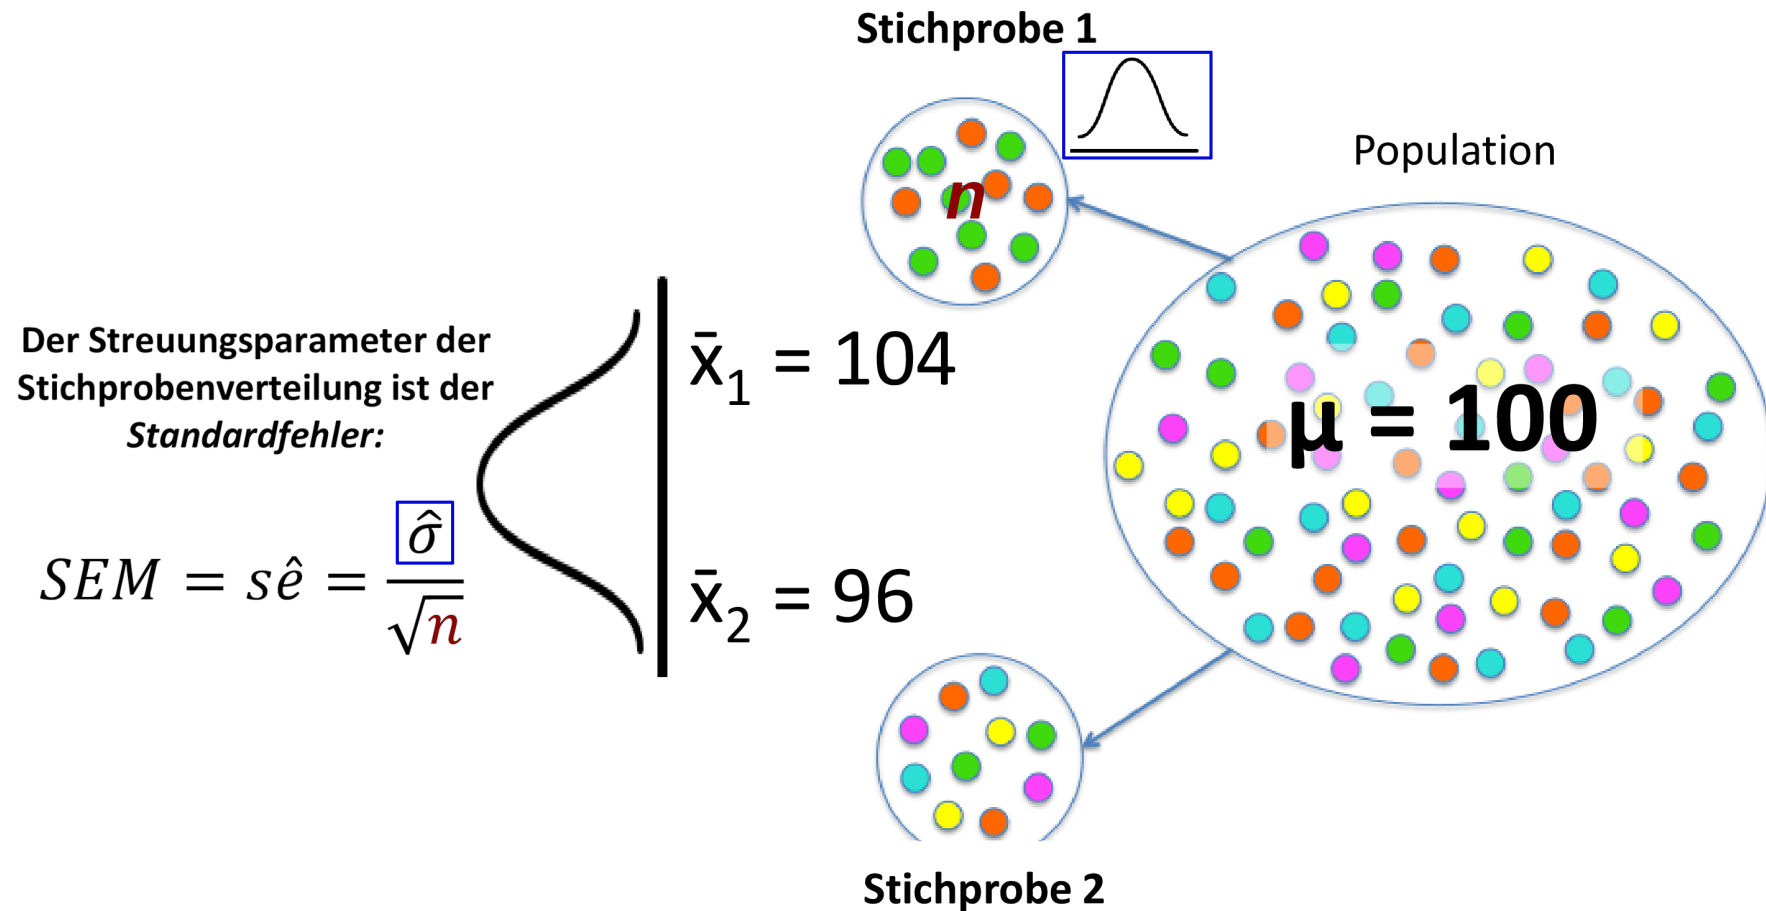 Stichprobe 1
Population
n
Der Streuungsparameter der
Stichprobenverteilung ist der
Standardfehler:
x̄₁ = 104
μ = 100
SEM = sê = σ̂ / √n
x̄₂ = 96
Stichprobe 2